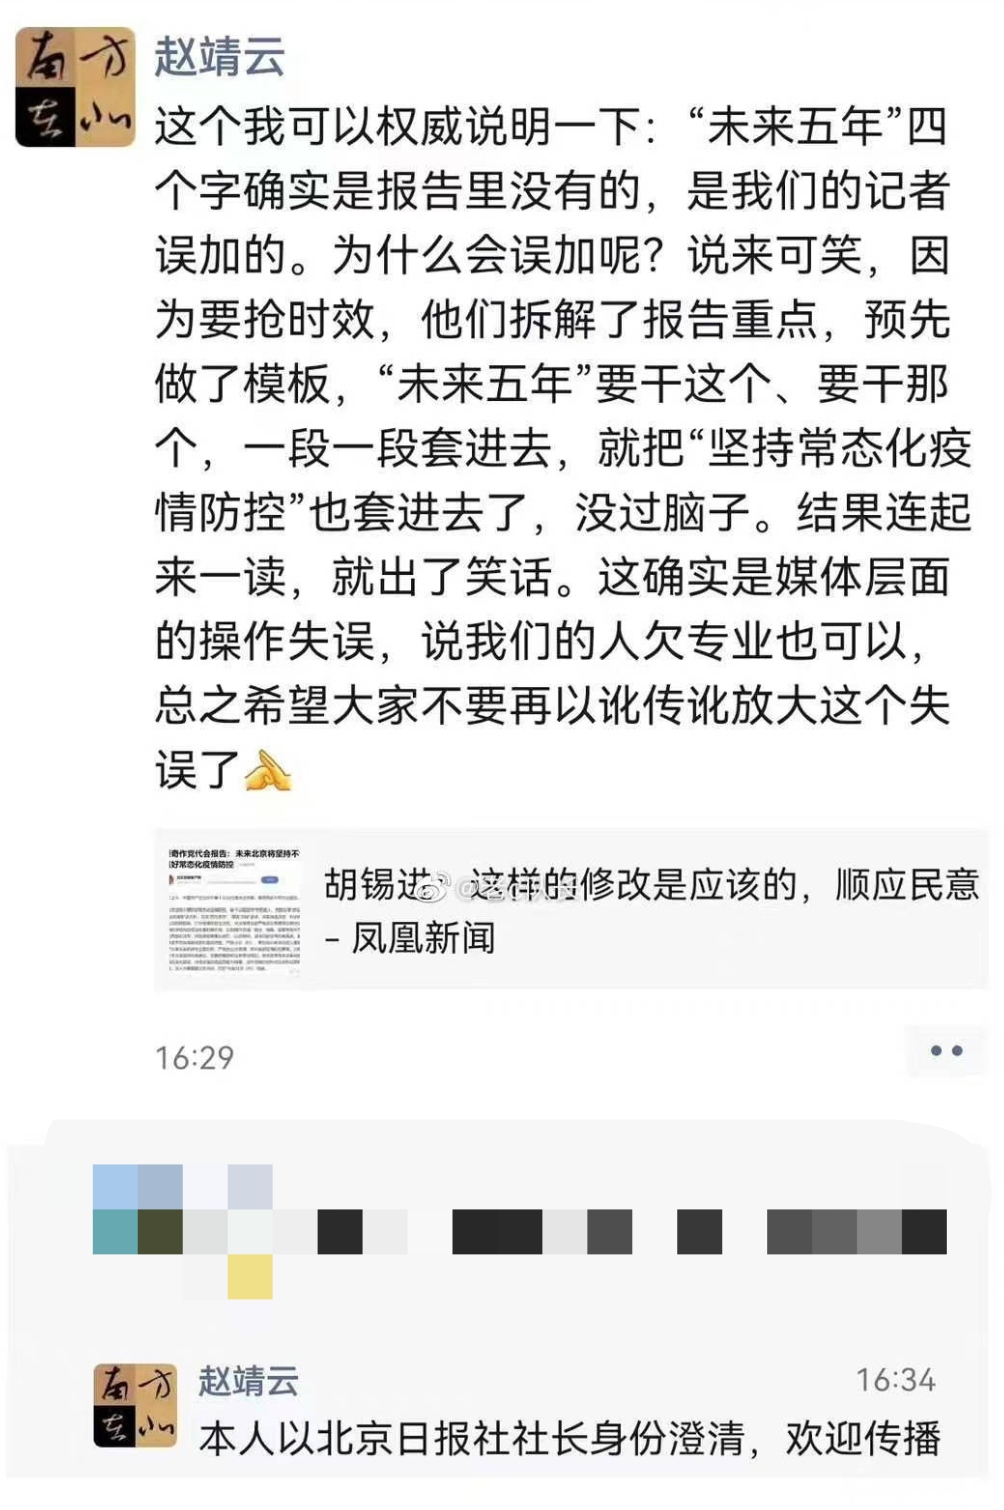 南方
在北
赵靖云
这个我可以权威说明一下：“未来五年”四
个字确实是报告里没有的，是我们的记者
误加的。为什么会误加呢？说来可笑，因
为要抢时效，他们拆解了报告重点，预先
做了模板，“未来五年”要干这个、要干那
个，一段一段套进去，就把“坚持常态化疫
情防控”也套进去了，没过脑子。结果连起
来一读，就出了笑话。这确实是媒体层面
的操作失误，说我们的人欠专业也可以，
总之希望大家不要再以讹传讹放大这个失
误了
奇作党代会报告：未来北京将坚持不
好常态化疫情防控
胡锡进：这样的修改是应该的，顺应民意
- 凤凰新闻
16:29
南方
在北
赵靖云
16:34
本人以北京日报社社长身份澄清，欢迎传播